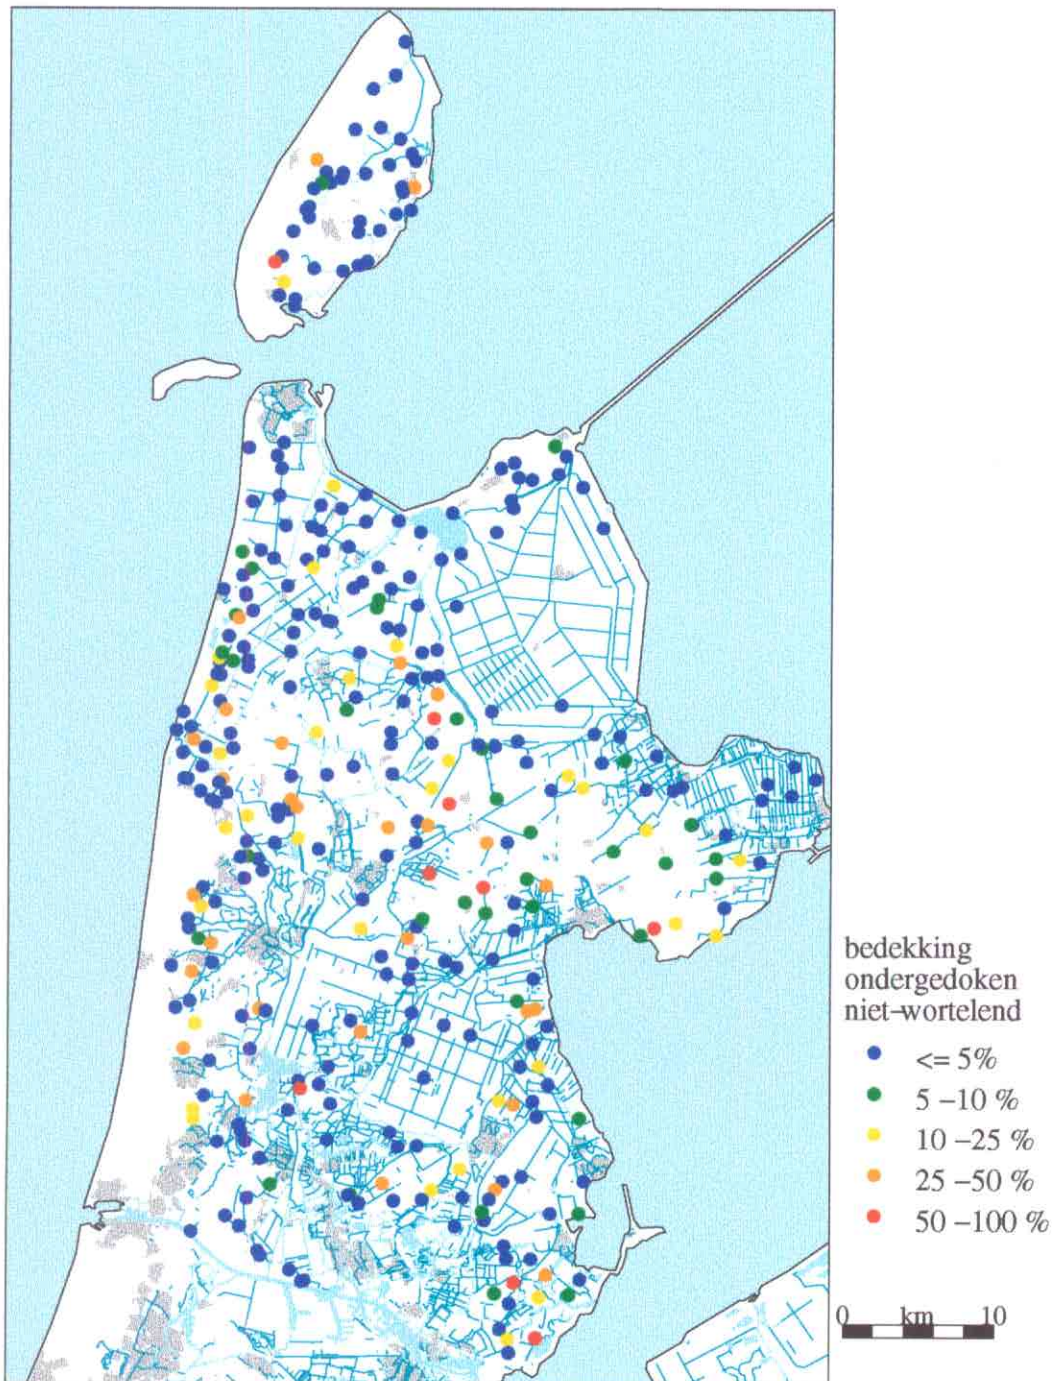 bedekking
ondergedoken
niet–wortelend
<= 5%
5 –10 %
10 –25 %
25 –50 %
50 –100 %
0 km 10